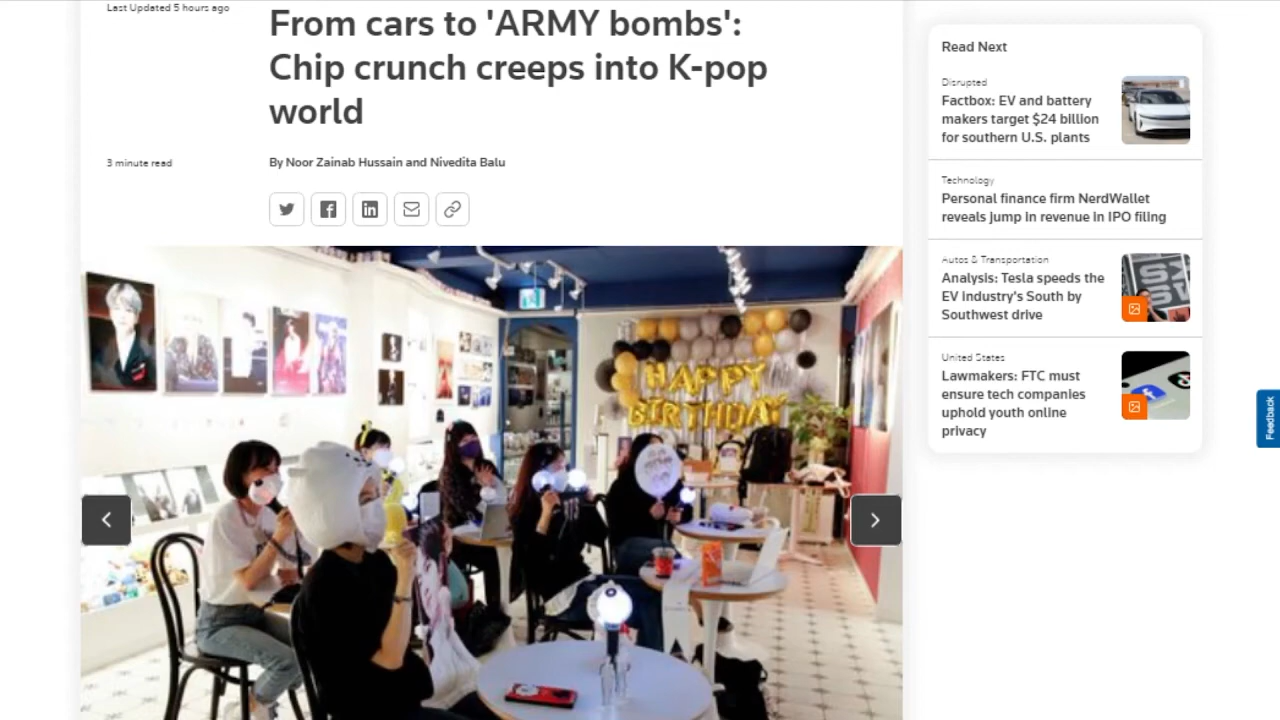 Last Updated 5 hours ago
From cars to 'ARMY bombs':
Chip crunch creeps into K-pop
world
3 minute read
By Noor Zainab Hussain and Nivedita Balu
HAPPY
BIRTHDAY
Read Next
Disrupted
Factbox: EV and battery
makers target $24 billion
for southern U.S. plants
Technology
Personal finance firm NerdWallet
reveals jump in revenue in IPO filing
Autos & Transportation
Analysis: Tesla speeds the
EV industry's South by
Southwest drive
United States
Lawmakers: FTC must
ensure tech companies
uphold youth online
privacy
Feedback